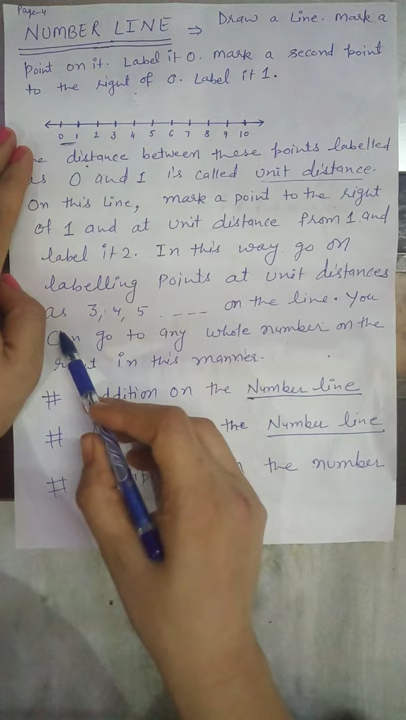 Page-4
NUMBER LINE ⇒ Draw a Line. Mark a
Point on it. Label it 0. Mark a second point
to the right of 0. Label it 1.
0 1 2 3 4 5 6 7 8 9 10
distance between these points labelled
as 0 and 1 is called unit distance.
On this Line, mark a point to the right
of 1 and at unit distance from 1 and
label it 2. In this way go on
labelling Points at unit distances
as 3, 4, 5 ---- on the line. You
Can go to any whole number on the
right in this manner.
# Addition on the Number line
# the Number line
# the number